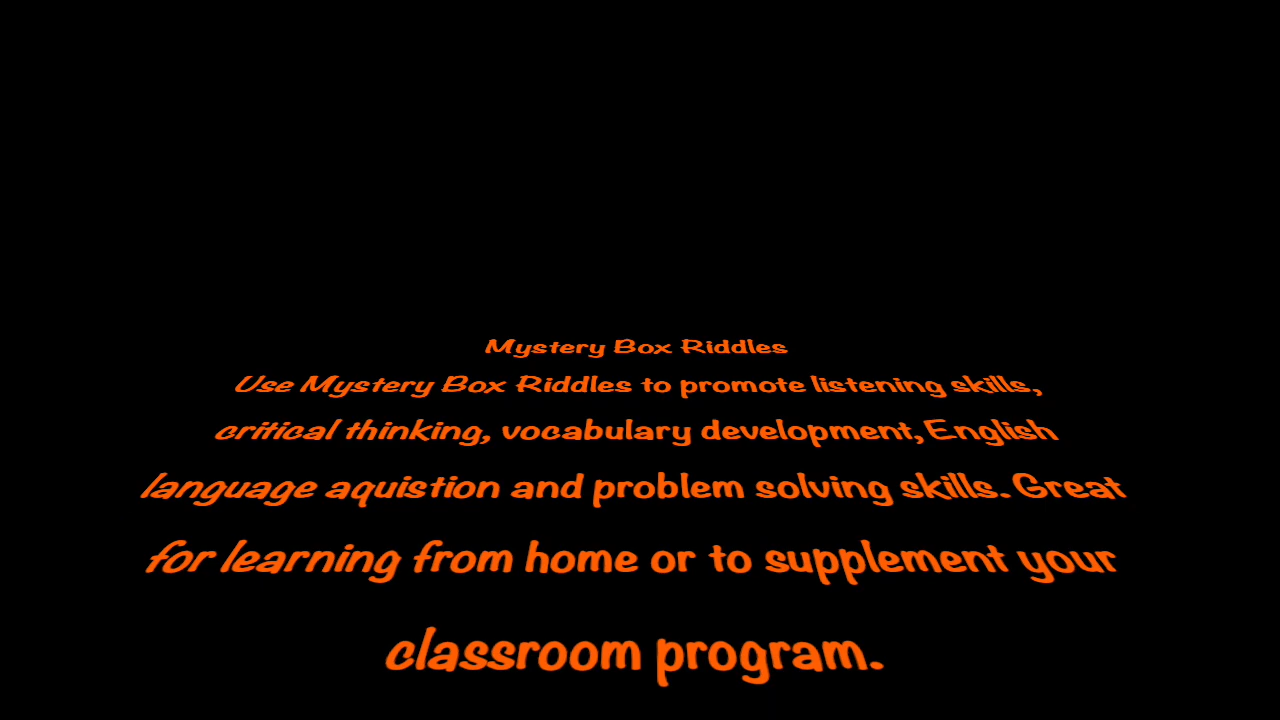 Mystery Box Riddles
Use Mystery Box Riddles to promote listening skills,
critical thinking, vocabulary development, English
language aquistion and problem solving skills. Great
for learning from home or to supplement your
classroom program.